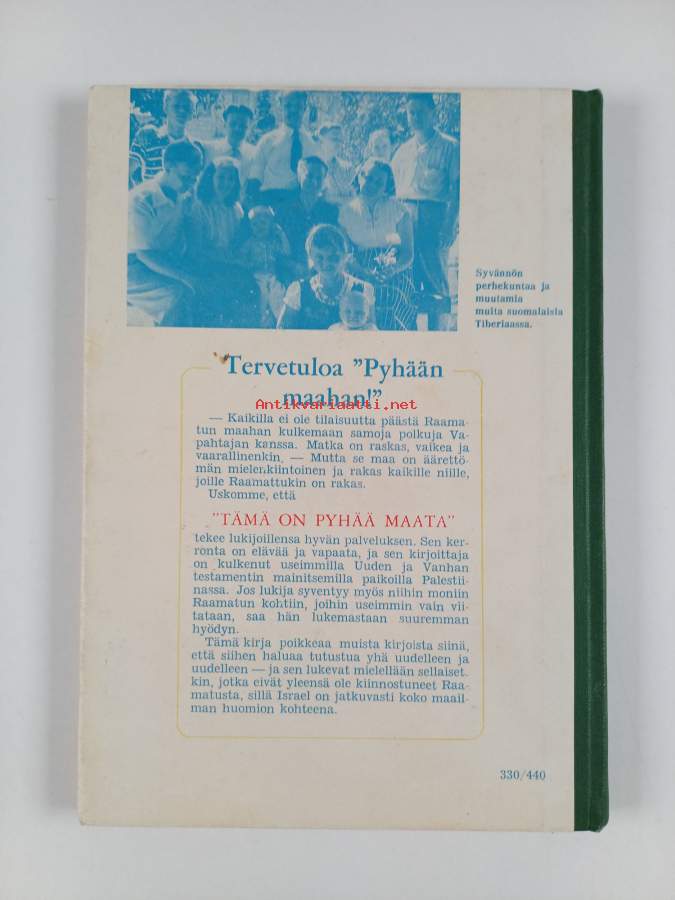 Syvännön
perhekuntaa ja
muutamia
muita suomalaisia
Tiberiaassa.
Tervetuloa ”Pyhään
maahan!”
Antikvariaatti.net
— Kaikilla ei ole tilaisuutta päästä Raama-
tun maahan kulkemaan samoja polkuja Va-
pahtajan kanssa. Matka on raskas, vaikea ja
vaarallinenkin, — Mutta se maa on äärettö-
män mielenkiintoinen ja rakas kaikille niille,
joille Raamattukin on rakas.
Uskomme, että
”TÄMÄ ON PYHÄÄ MAATA”
tekee lukijoillensa hyvän palveluksen. Sen ker-
ronta on elävää ja vapaata, ja sen kirjoittaja
on kulkenut useimmilla Uuden ja Vanhan
testamentin mainitsemilla paikoilla Palestii-
nassa. Jos lukija syventyy myös niihin moniin
Raamatun kohtiin, joihin useimmin vain vii-
tataan, saa hän lukemastaan suuremman
hyödyn.
Tämä kirja poikkeaa muista kirjoista siinä,
että siihen haluaa tutustua yhä uudelleen ja
uudelleen — ja sen lukevat mielellään sellaiset-
kin, jotka eivät yleensä ole kiinnostuneet Raa-
matusta, sillä Israel on jatkuvasti koko maail-
man huomion kohteena.
330/440